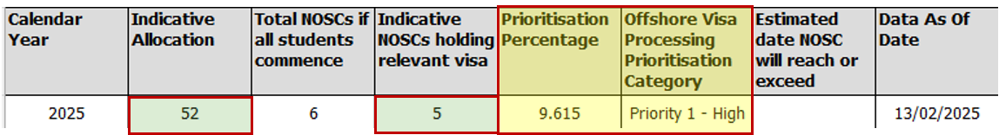 Calendar Year
Indicative Allocation
Total NOSCs if all students commence
Indicative NOSCs holding relevant visa
Prioritisation Percentage
Offshore Visa Processing Prioritisation Category
Estimated date NOSC will reach or exceed
Data As Of Date
2025
52
6
5
9.615
Priority 1 - High
13/02/2025